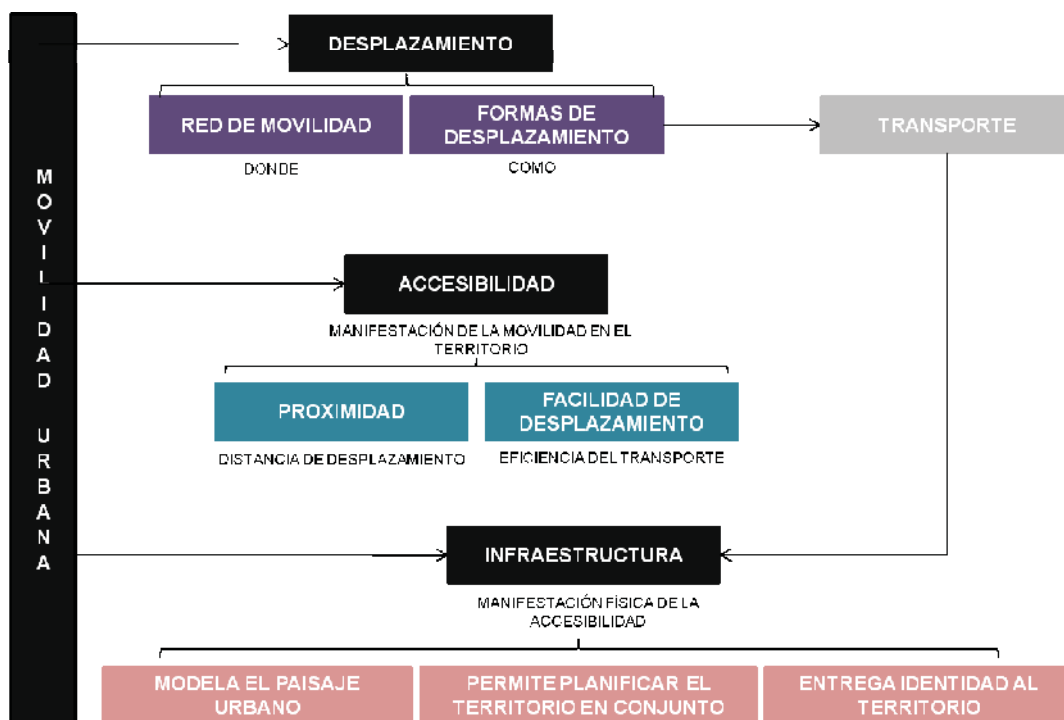 MOVILIDAD URBANA
DESPLAZAMIENTO
RED DE MOVILIDAD
DONDE
FORMAS DE
DESPLAZAMIENTO
COMO
TRANSPORTE
ACCESIBILIDAD
MANIFESTACIÓN DE LA MOVILIDAD EN EL
TERRITORIO
PROXIMIDAD
DISTANCIA DE DESPLAZAMIENTO
FACILIDAD DE
DESPLAZAMIENTO
EFICIENCIA DEL TRANSPORTE
INFRAESTRUCTURA
MANIFESTACIÓN FÍSICA DE LA
ACCESIBILIDAD
MODELA EL PAISAJE
URBANO
PERMITE PLANIFICAR EL
TERRITORIO EN CONJUNTO
ENTREGA IDENTIDAD AL
TERRITORIO